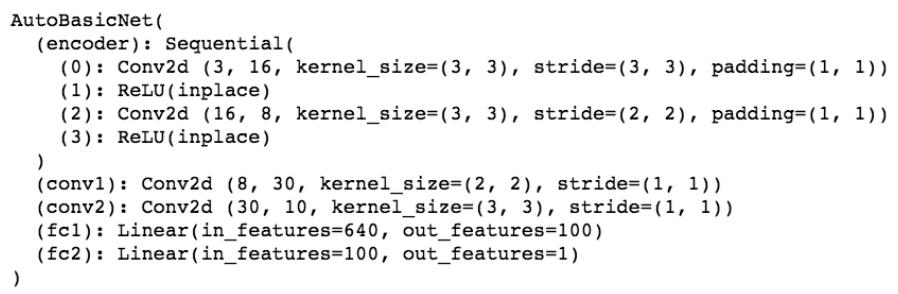 AutoBasicNet(
  (encoder): Sequential(
    (0): Conv2d (3, 16, kernel_size=(3, 3), stride=(3, 3), padding=(1, 1))
    (1): ReLU(inplace)
    (2): Conv2d (16, 8, kernel_size=(3, 3), stride=(2, 2), padding=(1, 1))
    (3): ReLU(inplace)
  )
  (conv1): Conv2d (8, 30, kernel_size=(2, 2), stride=(1, 1))
  (conv2): Conv2d (30, 10, kernel_size=(3, 3), stride=(1, 1))
  (fc1): Linear(in_features=640, out_features=100)
  (fc2): Linear(in_features=100, out_features=1)
)